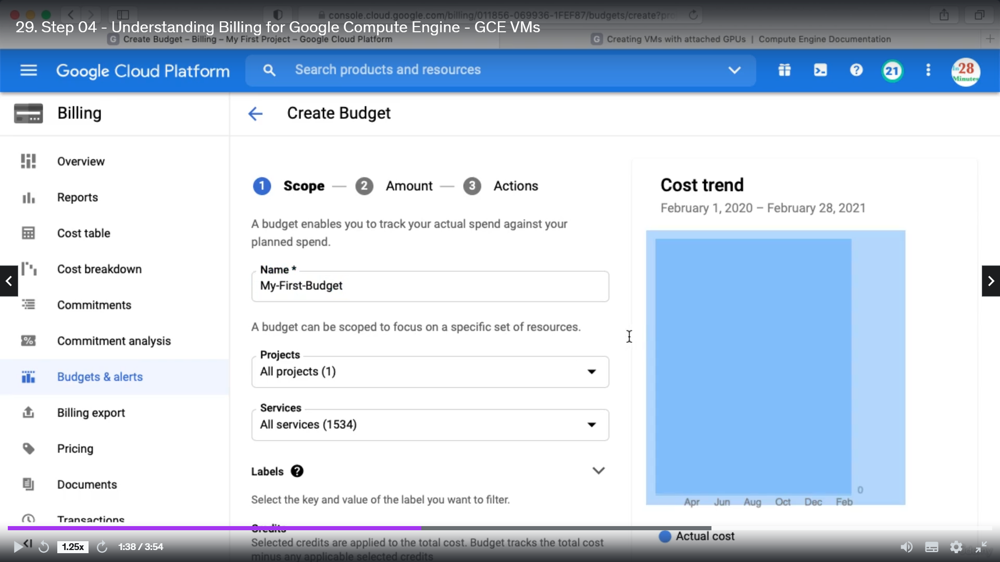 console.cloud.google.com/billing/011856-069936-1FEF87/budgets/create?pro
29. Step 04 - Understanding Billing for Google Compute Engine - GCE VMs
G Create Budget – Billing – My First Project – Google Cloud Platform
G Creating VMs with attached GPUs | Compute Engine Documentation
Google Cloud Platform
Search products and resources
21
in 28 Minutes
Billing
Create Budget
Overview
Reports
Cost table
Cost breakdown
Commitments
Commitment analysis
Budgets & alerts
Billing export
Pricing
Documents
Transactions
1 Scope — 2 Amount — 3 Actions
A budget enables you to track your actual spend against your
planned spend.
Name *
My-First-Budget
A budget can be scoped to focus on a specific set of resources.
Projects
All projects (1)
Services
All services (1534)
Labels ?
Select the key and value of the label you want to filter.
Credits
Selected credits are applied to the total cost. Budget tracks the total cost
minus any applicable selected credits
Cost trend
February 1, 2020 – February 28, 2021
0
Apr Jun Aug Oct Dec Feb
Actual cost
1.25x
1:38 / 3:54